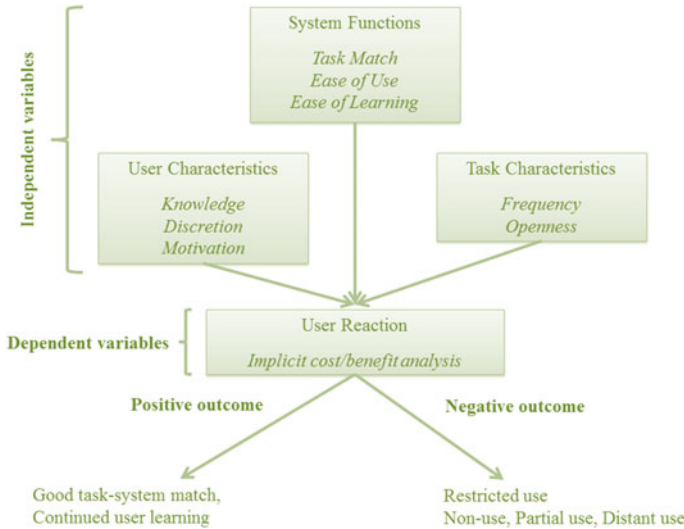 System Functions
Task Match
Ease of Use
Ease of Learning
Independent variables
User Characteristics
Knowledge
Discretion
Motivation
Task Characteristics
Frequency
Openness
Dependent variables
User Reaction
Implicit cost/benefit analysis
Positive outcome
Negative outcome
Good task-system match,
Continued user learning
Restricted use
Non-use, Partial use, Distant use